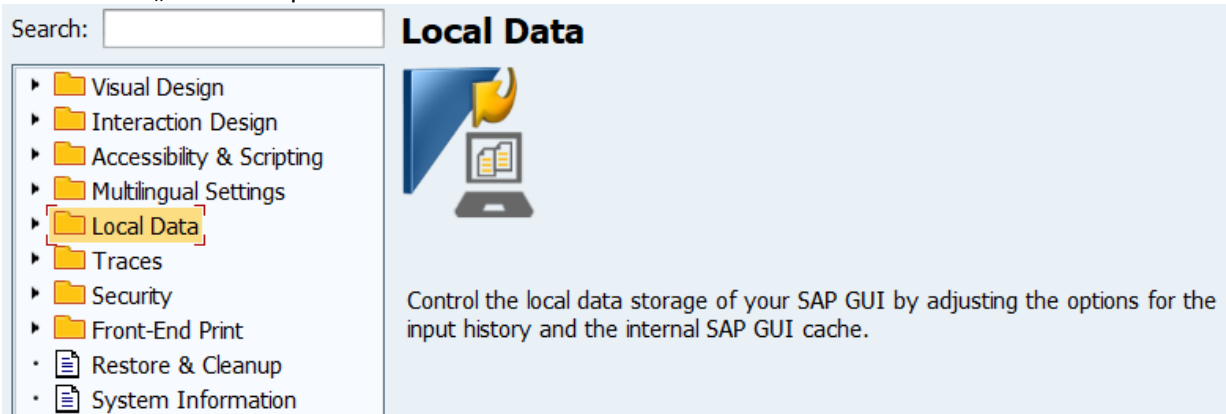 Search:
Local Data
Visual Design
Interaction Design
Accessibility & Scripting
Multilingual Settings
Local Data
Traces
Security
Front-End Print
Restore & Cleanup
System Information
Control the local data storage of your SAP GUI by adjusting the options for the
input history and the internal SAP GUI cache.